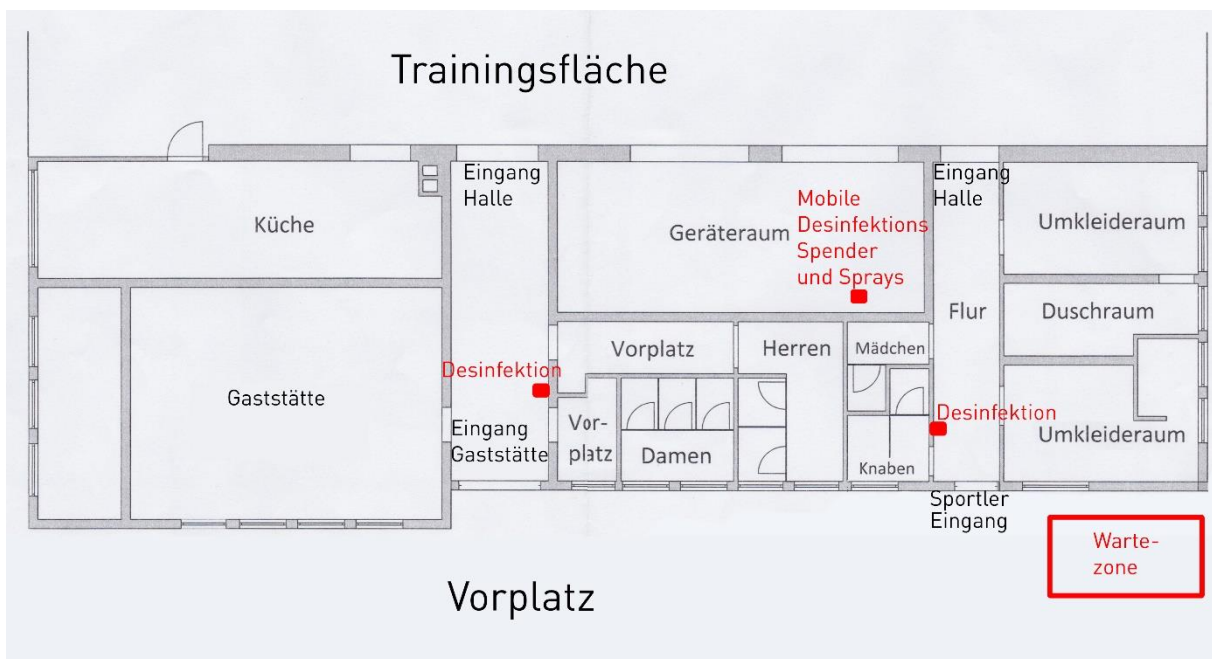 Trainingsfläche
Eingang
Halle
Eingang
Halle
Küche
Geräteraum
Mobile
Desinfektions
Spender
und Sprays
Umkleideraum
Flur
Duschraum
Vorplatz
Herren
Mädchen
Desinfektion
Gaststätte
Eingang
Gaststätte
Vor-
platz
Damen
Knaben
Desinfektion
Umkleideraum
Sportler
Eingang
Warte-
zone
Vorplatz